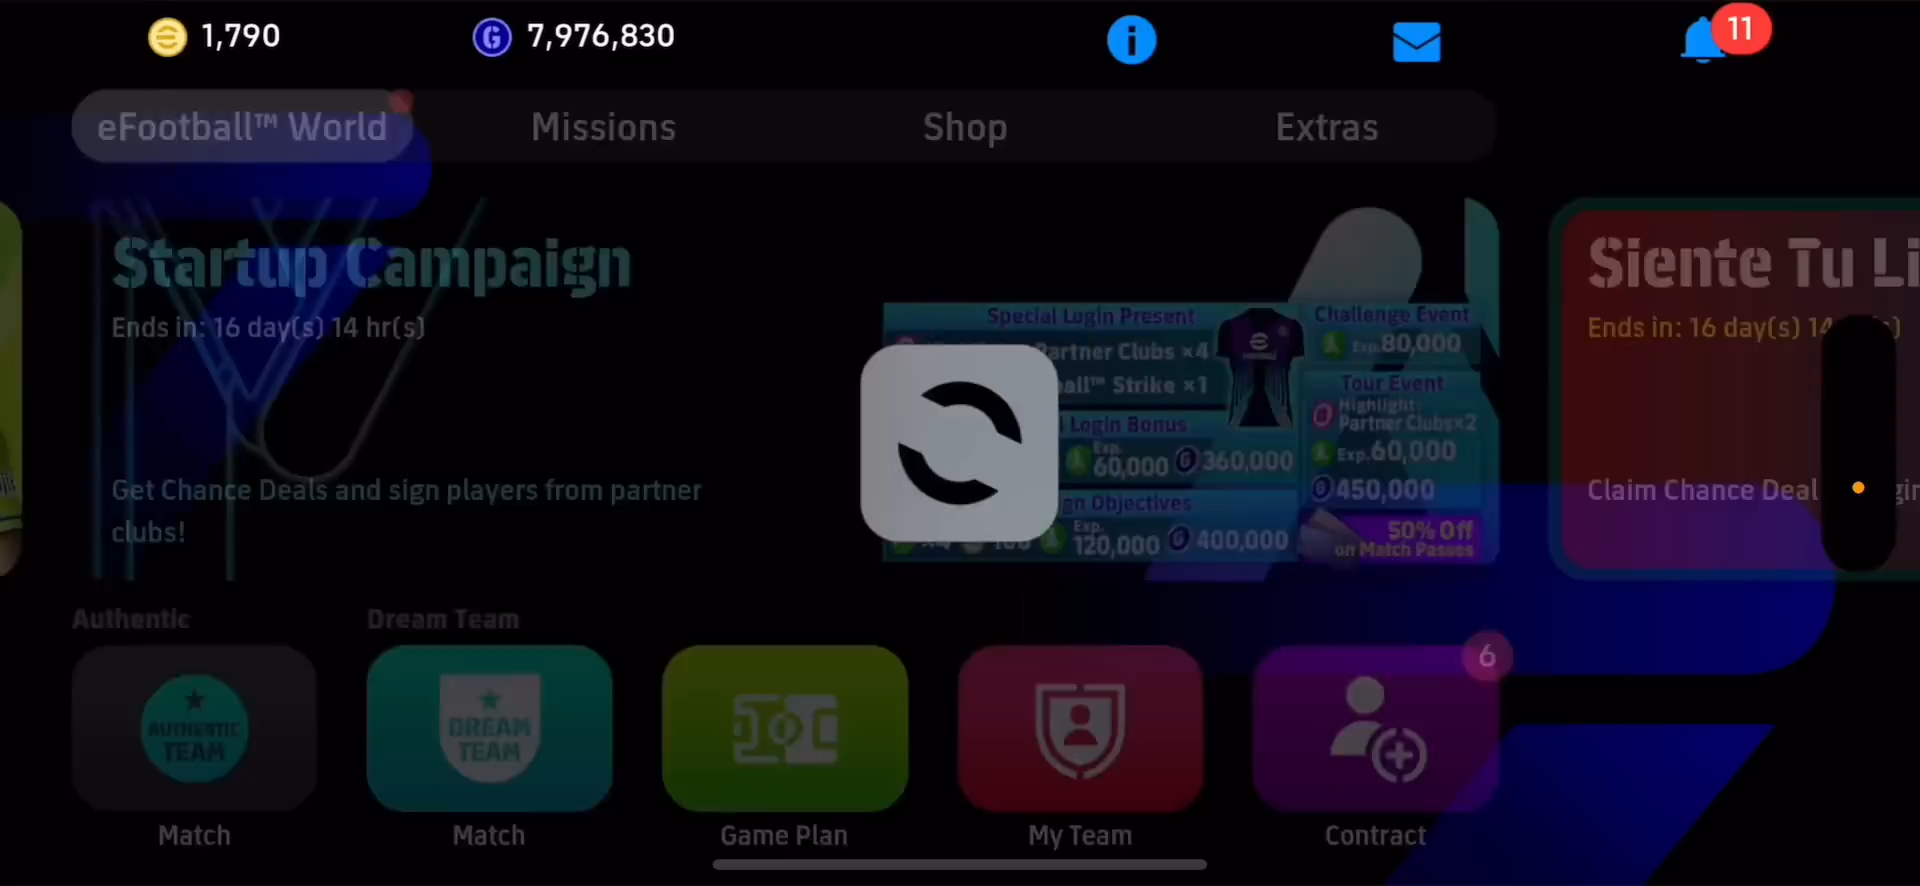 1,790
7,976,830
11
eFootball™ World
Missions
Shop
Extras
Startup Campaign
Ends in: 16 day(s) 14 hr(s)
Get Chance Deals and sign players from partner
clubs!
Special Login Present
Partner Clubs ×4
ball™ Strike ×1
Login Bonus
Exp.
60,000
360,000
gn Objectives
Exp.
120,000
400,000
Challenge Event
Exp.80,000
Tour Event
Highlight:
Partner Clubs×2
Exp.60,000
450,000
50% Off
on Match Passes
Siente Tu Li
Ends in: 16 day(s) 14
Claim Chance Deal
Authentic
Dream Team
AUTHENTIC
TEAM
DREAM
TEAM
6
Match
Match
Game Plan
My Team
Contract